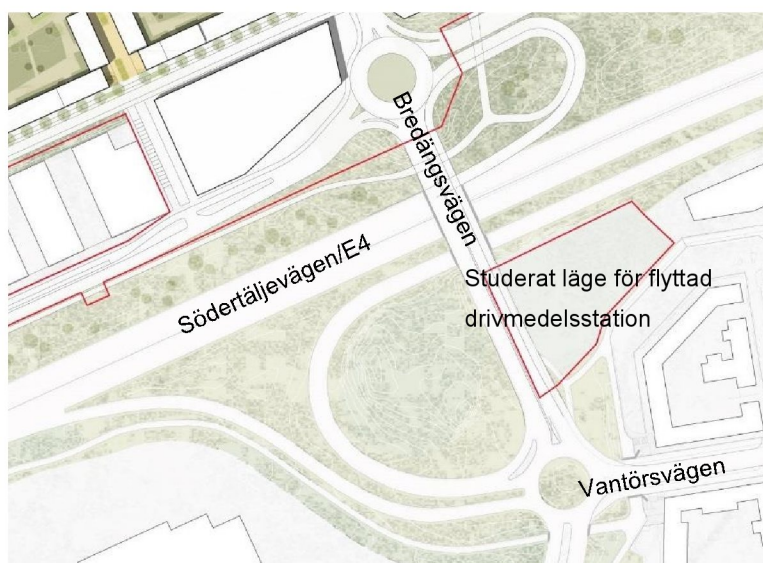 Bredängsvägen
Södertäljevägen/E4
Studerat läge för flyttad
drivmedelsstation
Vantörsvägen